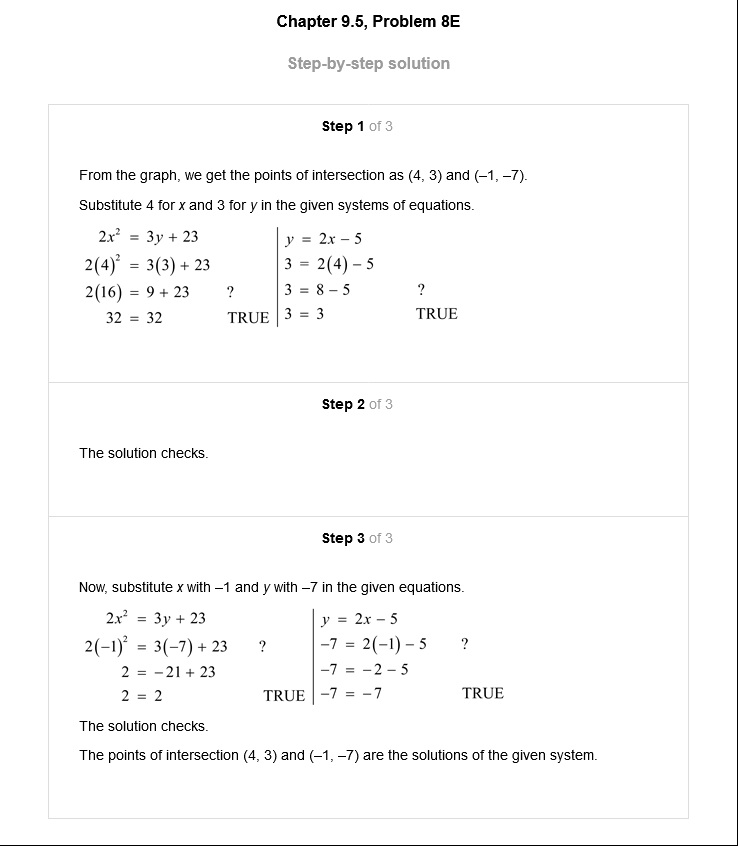 Chapter 9.5, Problem 8E
Step-by-step solution
Step 1 of 3
From the graph, we get the points of intersection as (4, 3) and (–1, –7).
Substitute 4 for x and 3 for y in the given systems of equations.
2x² = 3y + 23 | y = 2x − 5
2(4)² = 3(3) + 23 | 3 = 2(4) − 5
2(16) = 9 + 23 ? | 3 = 8 − 5 ?
32 = 32 TRUE | 3 = 3 TRUE
Step 2 of 3
The solution checks.
Step 3 of 3
Now, substitute x with –1 and y with –7 in the given equations.
2x² = 3y + 23 | y = 2x − 5
2(−1)² = 3(−7) + 23 ? | −7 = 2(−1) − 5 ?
2 = −21 + 23 | −7 = −2 − 5
2 = 2 TRUE | −7 = −7 TRUE
The solution checks.
The points of intersection (4, 3) and (–1, –7) are the solutions of the given system.